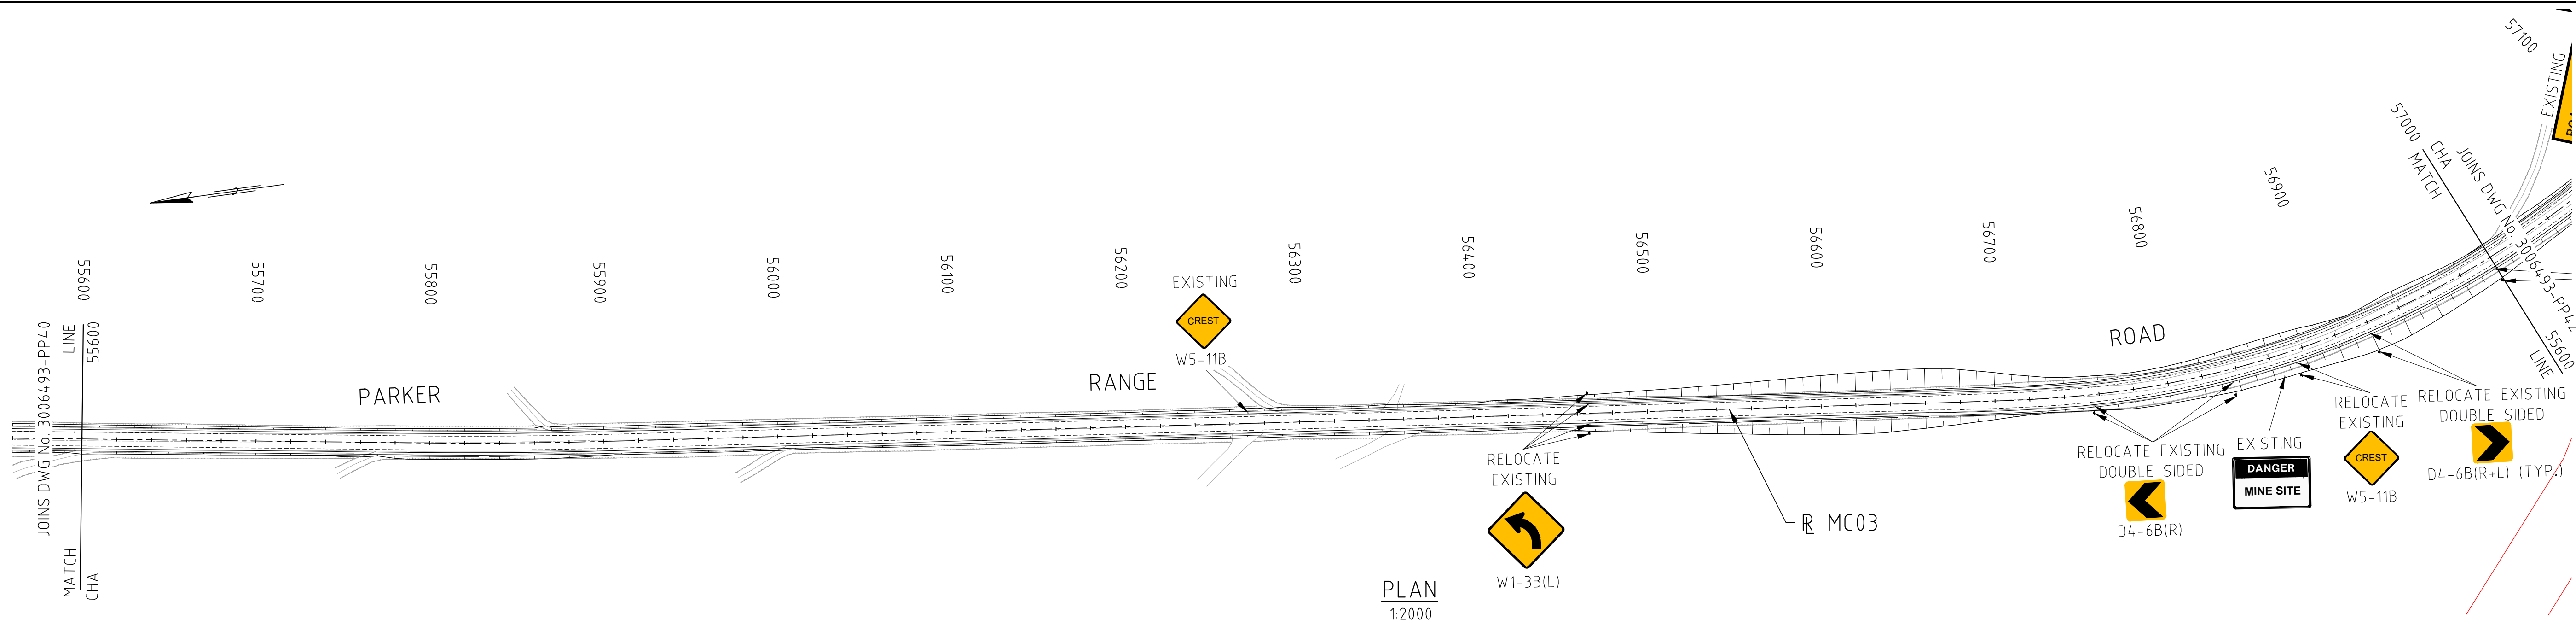 JOINS DWG No. 3006493-PP40
MATCH LINE
CHA 55600
55600
55700
55800
55900
56000
56100
56200
56300
56400
56500
56600
56700
56800
56900
57000
57100
PARKER
RANGE
ROAD
EXISTING
CREST
W5-11B
RELOCATE
EXISTING
W1-3B(L)
PLAN
1:2000
MC03
RELOCATE EXISTING
DOUBLE SIDED
D4-6B(R)
EXISTING
DANGER
MINE SITE
RELOCATE
EXISTING
CREST
W5-11B
RELOCATE EXISTING
DOUBLE SIDED
D4-6B(R+L) (TYP.)
MATCH LINE
CHA 55600
JOINS DWG No. 3006493-PP42
EXISTING